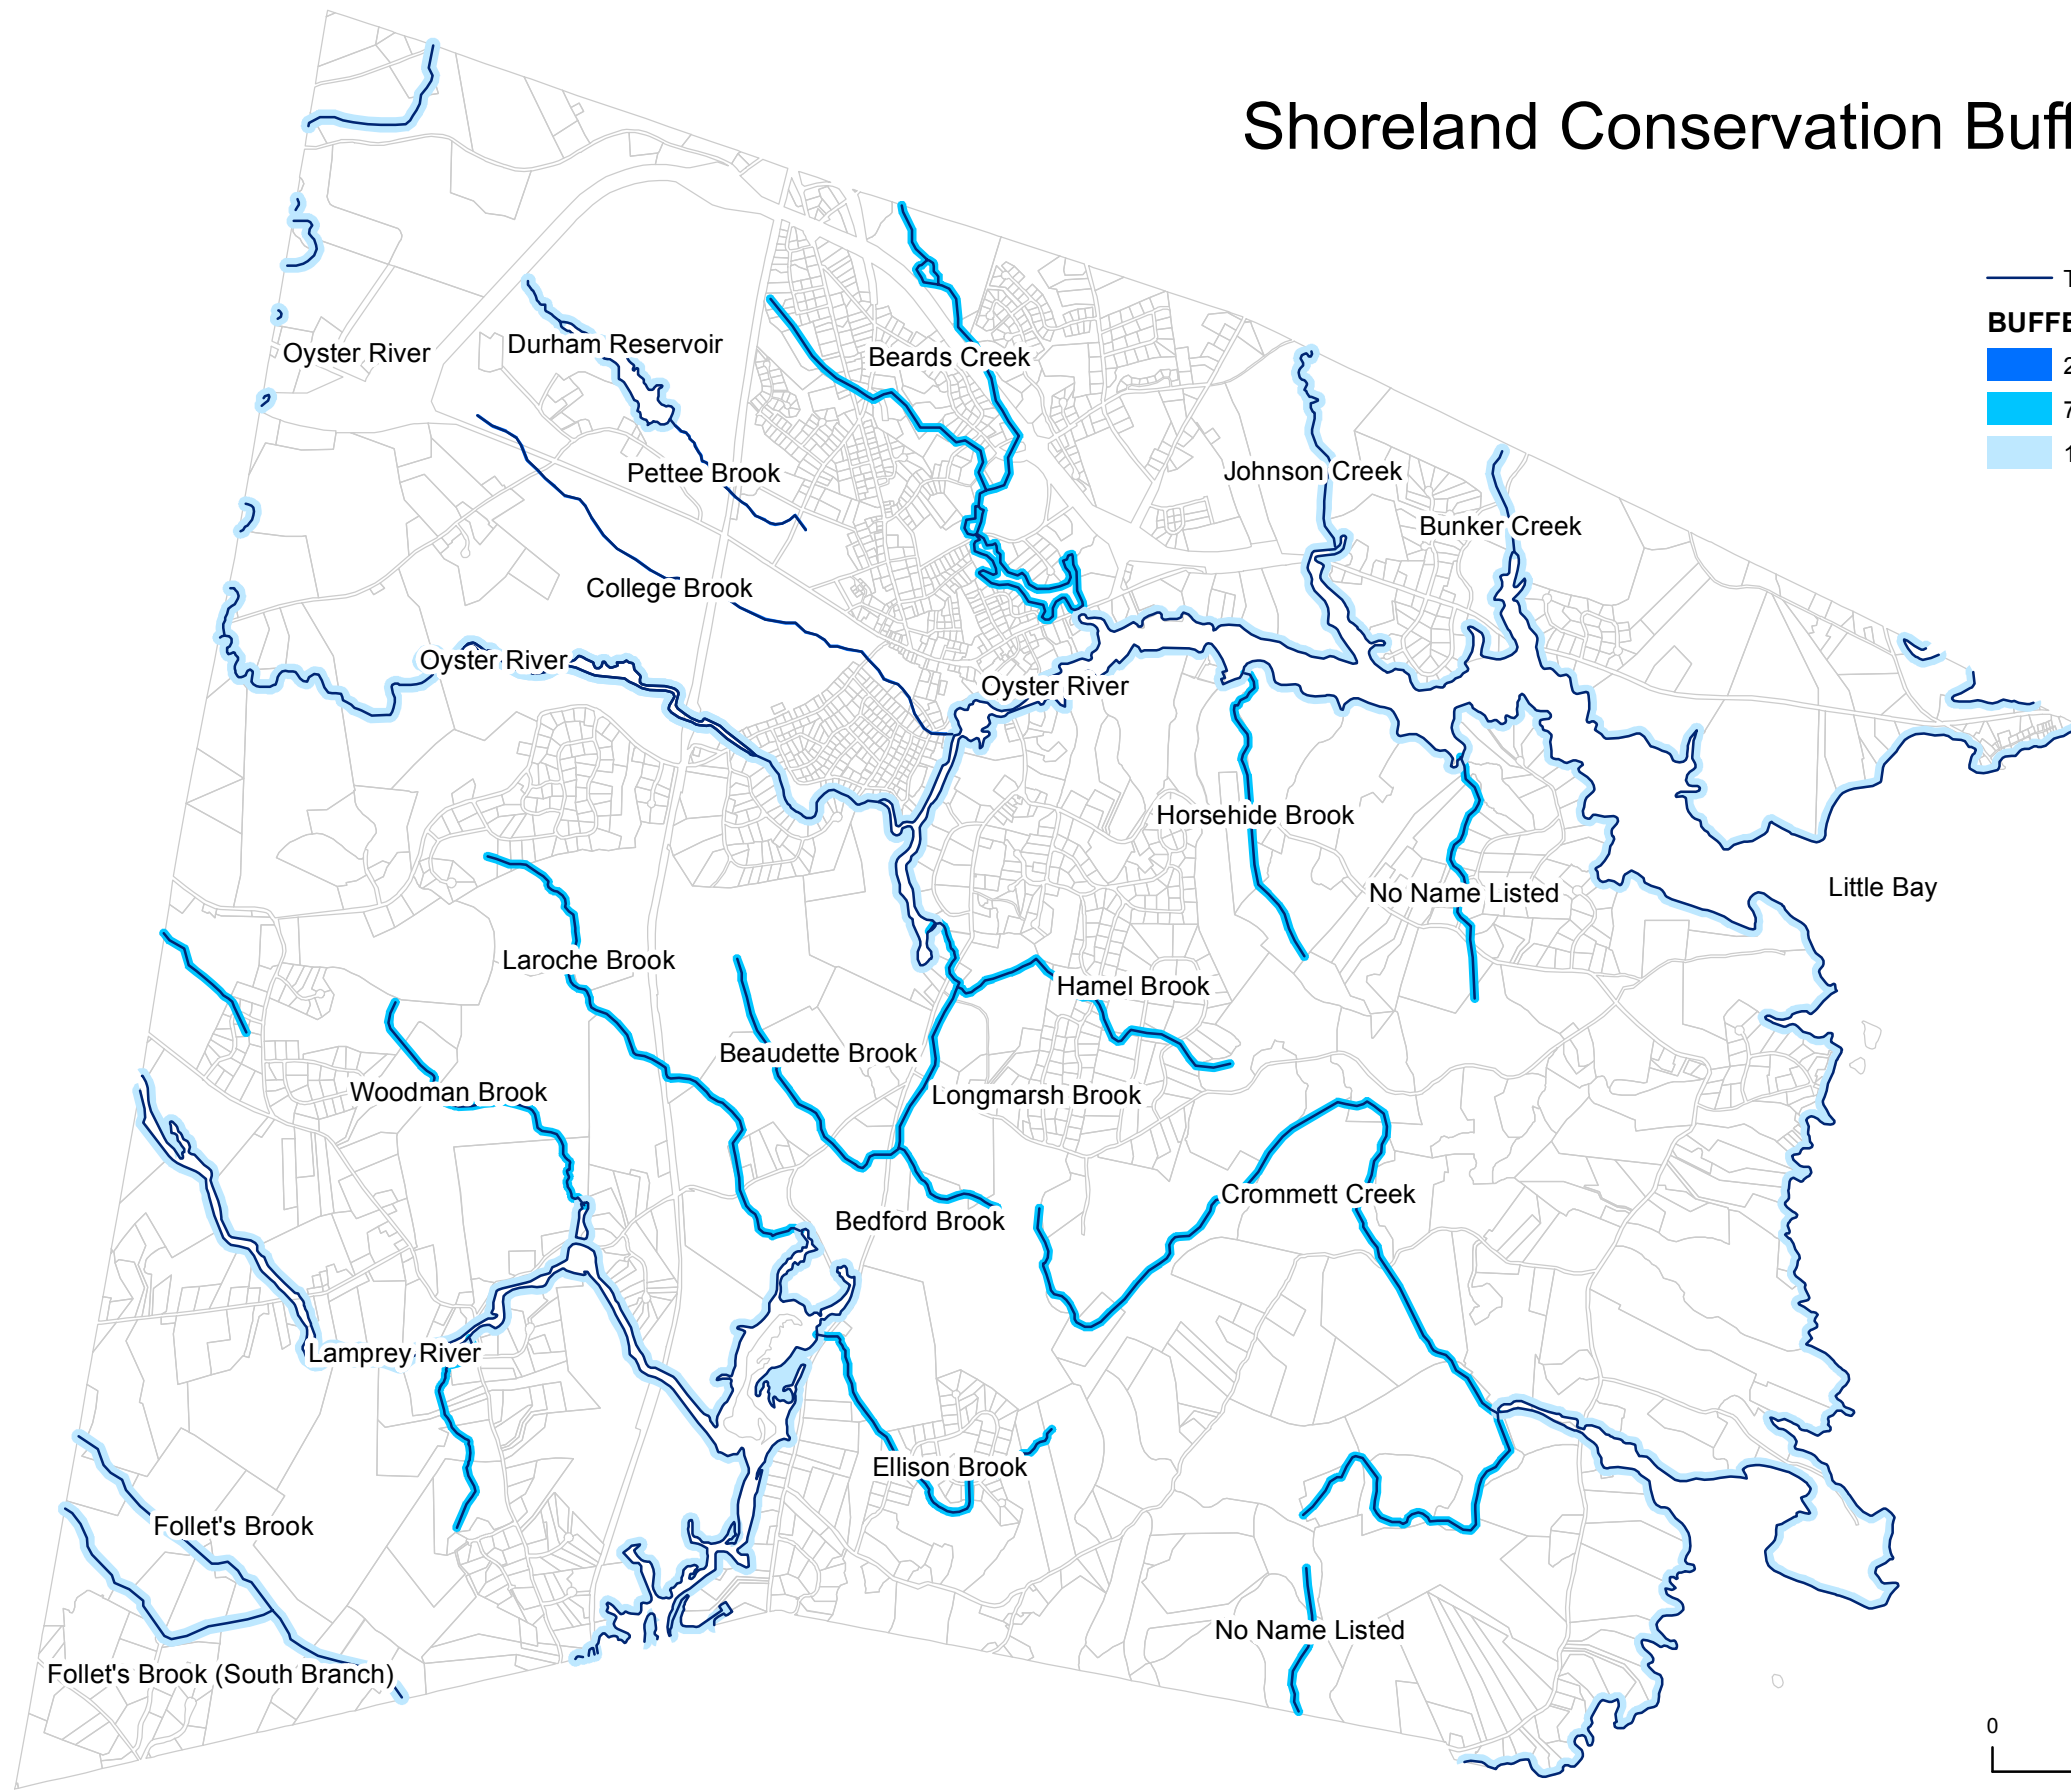 Shoreland Conservation Buff
BUFFE
2
7
1
Oyster River
Durham Reservoir
Beards Creek
Pettee Brook
Johnson Creek
Bunker Creek
College Brook
Oyster River
Oyster River
Horsehide Brook
No Name Listed
Little Bay
Laroche Brook
Hamel Brook
Beaudette Brook
Woodman Brook
Longmarsh Brook
Crommett Creek
Bedford Brook
Lamprey River
Ellison Brook
Follet's Brook
No Name Listed
Follet's Brook (South Branch)
0